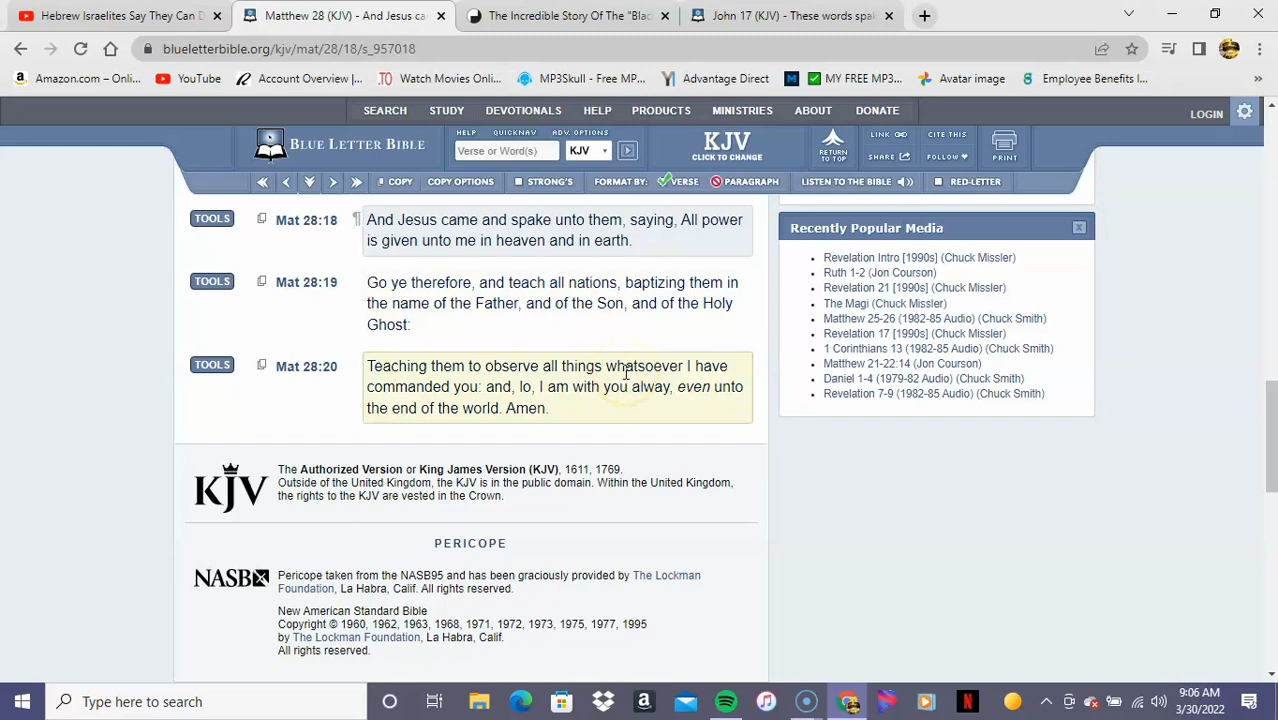 Hebrew Israelites Say They Can D
Matthew 28 (KJV) - And Jesus ca
The Incredible Story Of The "Blac
John 17 (KJV) - These words spak
blueletterbible.org/kjv/mat/28/18/s_957018
Amazon.com – Onli...
YouTube
Account Overview |...
Watch Movies Onlin...
MP3Skull - Free MP...
Advantage Direct
MY FREE MP3...
Avatar image
Employee Benefits I...
SEARCH STUDY DEVOTIONALS HELP PRODUCTS MINISTRIES ABOUT DONATE LOGIN
BLUE LETTER BIBLE
HELP QUICKNAV ADV. OPTIONS
Verse or Word(s) KJV
KJV
CLICK TO CHANGE
RETURN
TO TOP
LINK
SHARE
CITE THIS
FOLLOW
PRINT
COPY COPY OPTIONS STRONG'S FORMAT BY: VERSE PARAGRAPH LISTEN TO THE BIBLE RED-LETTER
TOOLS Mat 28:18 ¶ And Jesus came and spake unto them, saying, All power
is given unto me in heaven and in earth.
TOOLS Mat 28:19 Go ye therefore, and teach all nations, baptizing them in
the name of the Father, and of the Son, and of the Holy
Ghost:
TOOLS Mat 28:20 Teaching them to observe all things whatsoever I have
commanded you: and, lo, I am with you alway, even unto
the end of the world. Amen.
KJV
The Authorized Version or King James Version (KJV), 1611, 1769.
Outside of the United Kingdom, the KJV is in the public domain. Within the United Kingdom,
the rights to the KJV are vested in the Crown.
PERICOPE
NASB
Pericope taken from the NASB95 and has been graciously provided by The Lockman
Foundation, La Habra, Calif. All rights reserved.
New American Standard Bible
Copyright © 1960, 1962, 1963, 1968, 1971, 1972, 1973, 1975, 1977, 1995
by The Lockman Foundation, La Habra, Calif.
All rights reserved.
Recently Popular Media
Revelation Intro [1990s] (Chuck Missler)
Ruth 1-2 (Jon Courson)
Revelation 21 [1990s] (Chuck Missler)
The Magi (Chuck Missler)
Matthew 25-26 (1982-85 Audio) (Chuck Smith)
Revelation 17 [1990s] (Chuck Missler)
1 Corinthians 13 (1982-85 Audio) (Chuck Smith)
Matthew 21-22:14 (Jon Courson)
Daniel 1-4 (1979-82 Audio) (Chuck Smith)
Revelation 7-9 (1982-85 Audio) (Chuck Smith)
Type here to search
9:06 AM
3/30/2022